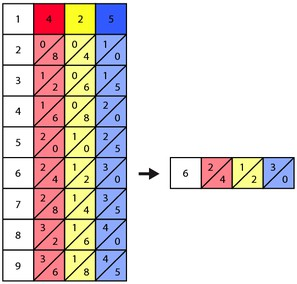 1 4 2 5
2 0/8 0/4 1/0
3 1/2 0/6 1/5
4 1/6 0/8 2/0
5 2/0 1/0 2/5
6 2/4 1/2 3/0
7 2/8 1/4 3/5
8 3/2 1/6 4/0
9 3/6 1/8 4/5
6 2/4 1/2 3/0